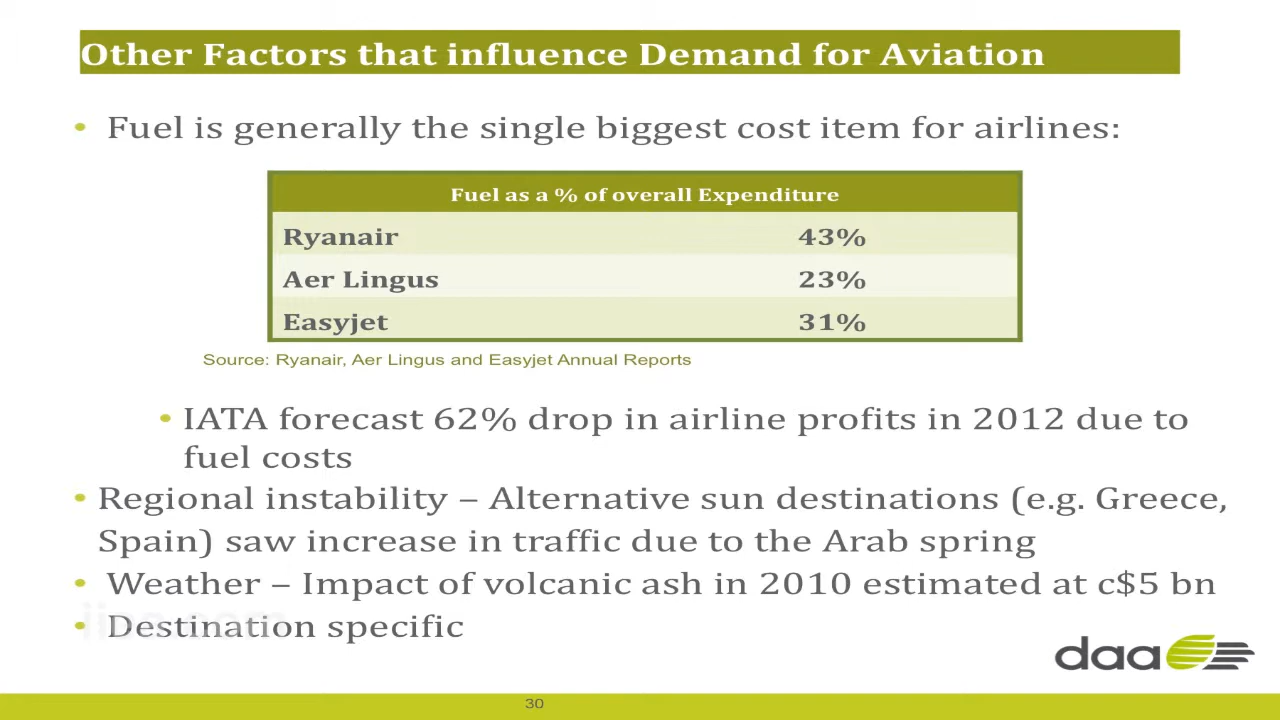 Other Factors that influence Demand for Aviation
• Fuel is generally the single biggest cost item for airlines:
Fuel as a % of overall Expenditure
Ryanair 43%
Aer Lingus 23%
Easyjet 31%
Source: Ryanair, Aer Lingus and Easyjet Annual Reports
• IATA forecast 62% drop in airline profits in 2012 due to
fuel costs
• Regional instability – Alternative sun destinations (e.g. Greece,
Spain) saw increase in traffic due to the Arab spring
• Weather – Impact of volcanic ash in 2010 estimated at c$5 bn
• Destination specific
daa
30